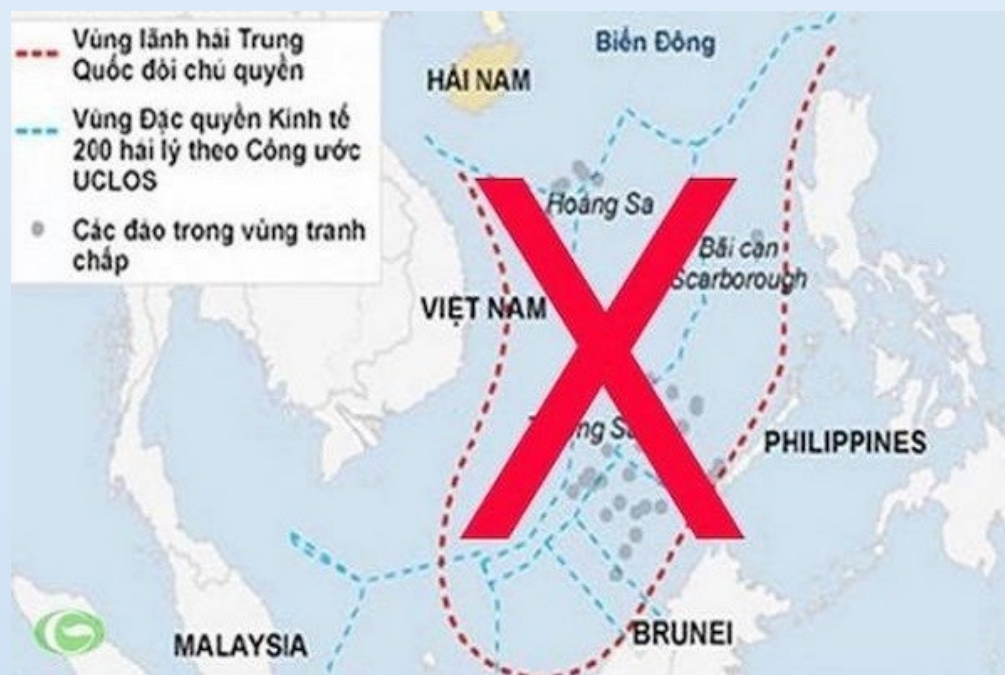 Vùng lãnh hải Trung
Quốc đòi chủ quyền
Vùng Đặc quyền Kinh tế
200 hải lý theo Công ước
UCLOS
Các đảo trong vùng tranh
chấp
Biển Đông
HẢI NAM
Hoàng Sa
Bãi cạn
Scarborough
VIỆT NAM
PHILIPPINES
MALAYSIA
BRUNEI